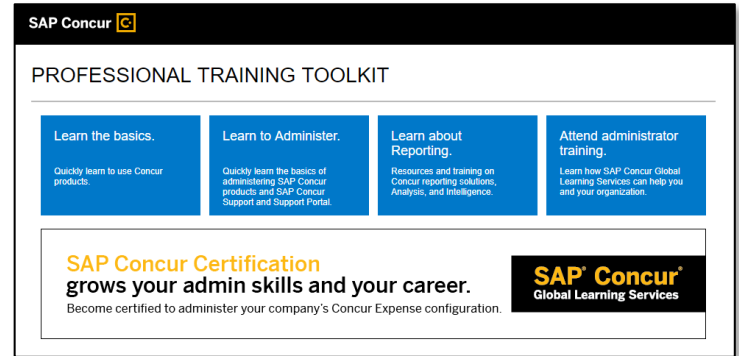 SAP Concur C
PROFESSIONAL TRAINING TOOLKIT
Learn the basics.
Quickly learn to use Concur
products.
Learn to Administer.
Quickly learn the basics of
administering SAP Concur
products and SAP Concur
Support and Support Portal.
Learn about
Reporting.
Resources and training on
Concur reporting solutions,
Analysis, and Intelligence.
Attend administrator
training.
Learn how SAP Concur Global
Learning Services can help you
and your organization.
SAP Concur Certification
grows your admin skills and your career.
Become certified to administer your company's Concur Expense configuration.
SAP® Concur®
Global Learning Services